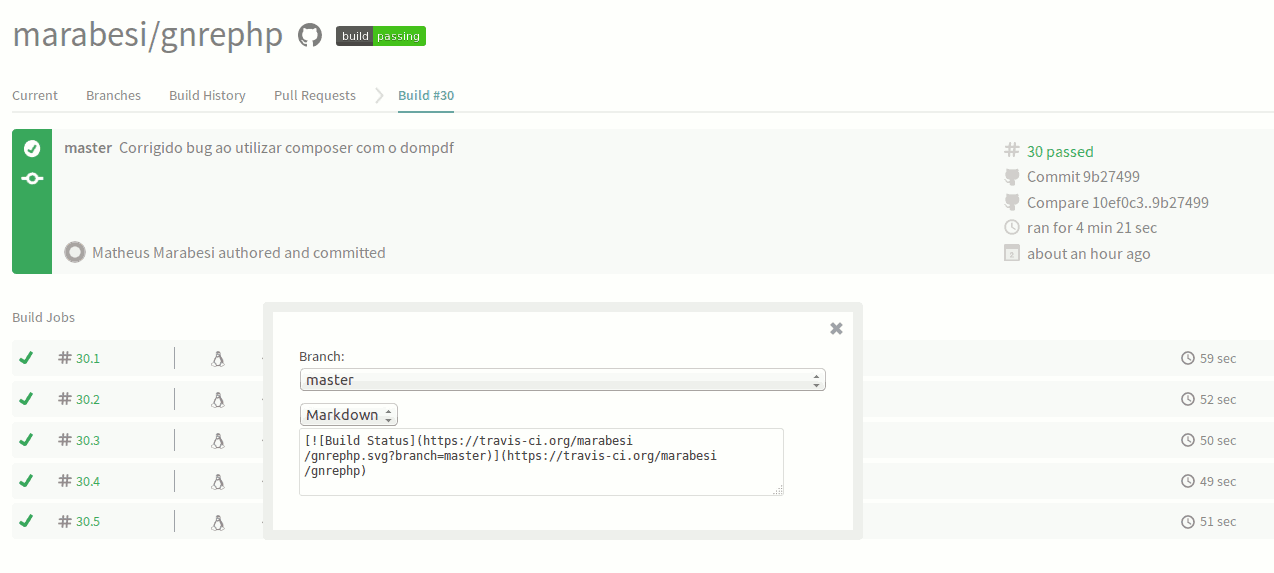 marabesi/gnrephp build passing
Current Branches Build History Pull Requests Build #30
master Corrigido bug ao utilizar composer com o dompdf
30 passed
Commit 9b27499
Compare 10ef0c3..9b27499
ran for 4 min 21 sec
Matheus Marabesi authored and committed
about an hour ago
Build Jobs
# 30.1 59 sec
# 30.2 52 sec
# 30.3 50 sec
# 30.4 49 sec
# 30.5 51 sec
Branch:
master
Markdown
[![Build Status](https://travis-ci.org/marabesi
/gnrephp.svg?branch=master)](https://travis-ci.org/marabesi
/gnrephp)